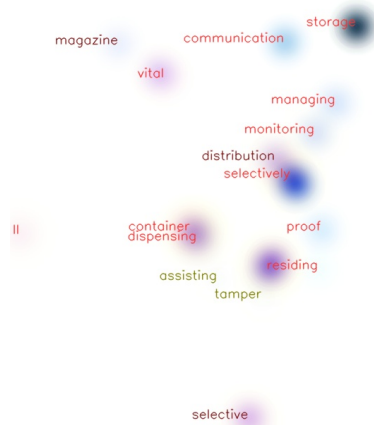 storage
communication
magazine
vital
managing
monitoring
distribution
selectively
container
proof
ll
dispensing
residing
assisting
tamper
selective